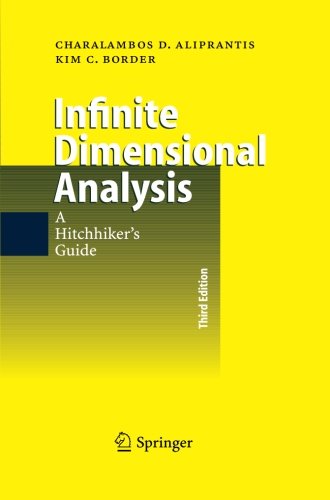 CHARALAMBOS D. ALIPRANTIS
KIM C. BORDER
Infinite
Dimensional
Analysis
A
Hitchhiker's
Guide
Third Edition
Springer